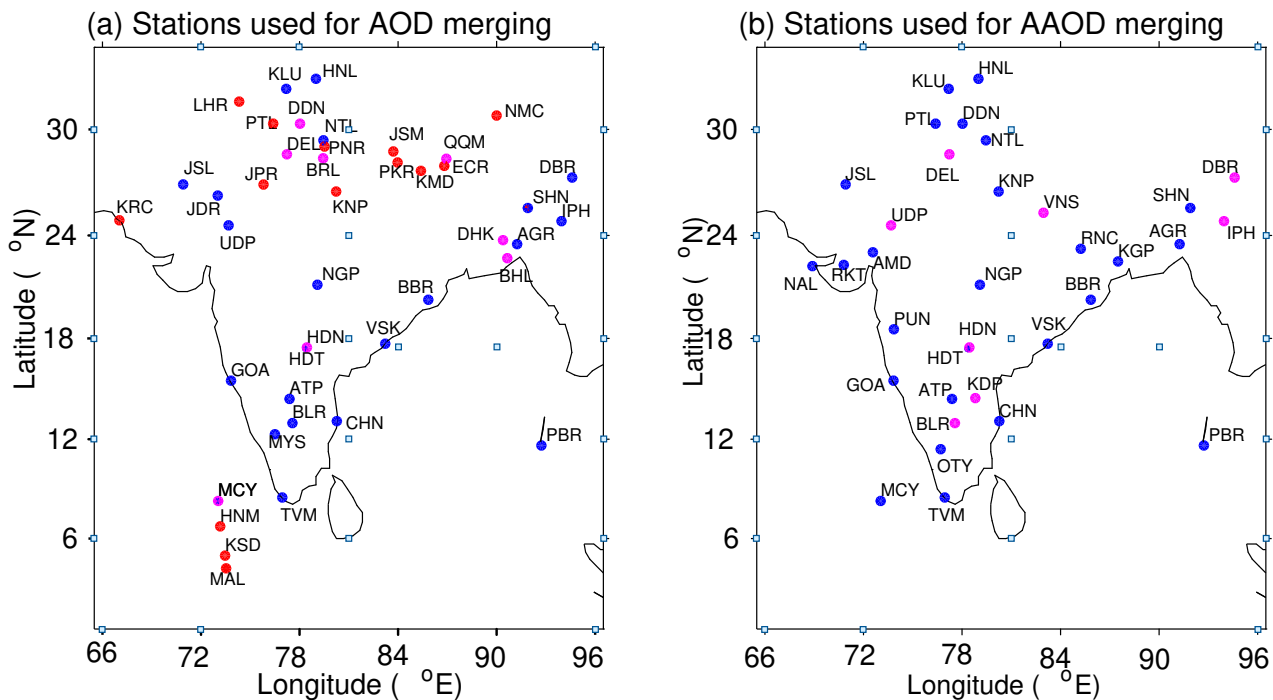 (a) Stations used for AOD merging
KLU
HNL
LHR
DDN
NMC
PTL
NTL
JSM
DEL
PNR
QQM
JSL
JPR
BRL
PKR
ECR
DBR
KMD
KRC
JDR
KNP
SHN
IPH
UDP
DHK
AGR
BHL
NGP
BBR
HDN
VSK
HDT
GOA
ATP
BLR
CHN
MYS
PBR
MCY
HNM
TVM
KSD
MAL
30
24
18
12
6
66
72
78
84
90
96
Latitude ( °N)
Longitude ( °E)
(b) Stations used for AAOD merging
HNL
KLU
PTL
DDN
NTL
DEL
DBR
JSL
KNP
VNS
SHN
UDP
IPH
AMD
RNC
AGR
KGP
NAL
RKT
NGP
BBR
PUN
HDN
VSK
HDT
GOA
ATP
KDP
BLR
CHN
PBR
OTY
MCY
TVM
30
24
18
12
6
66
72
78
84
90
96
Latitude ( °N)
Longitude ( °E)